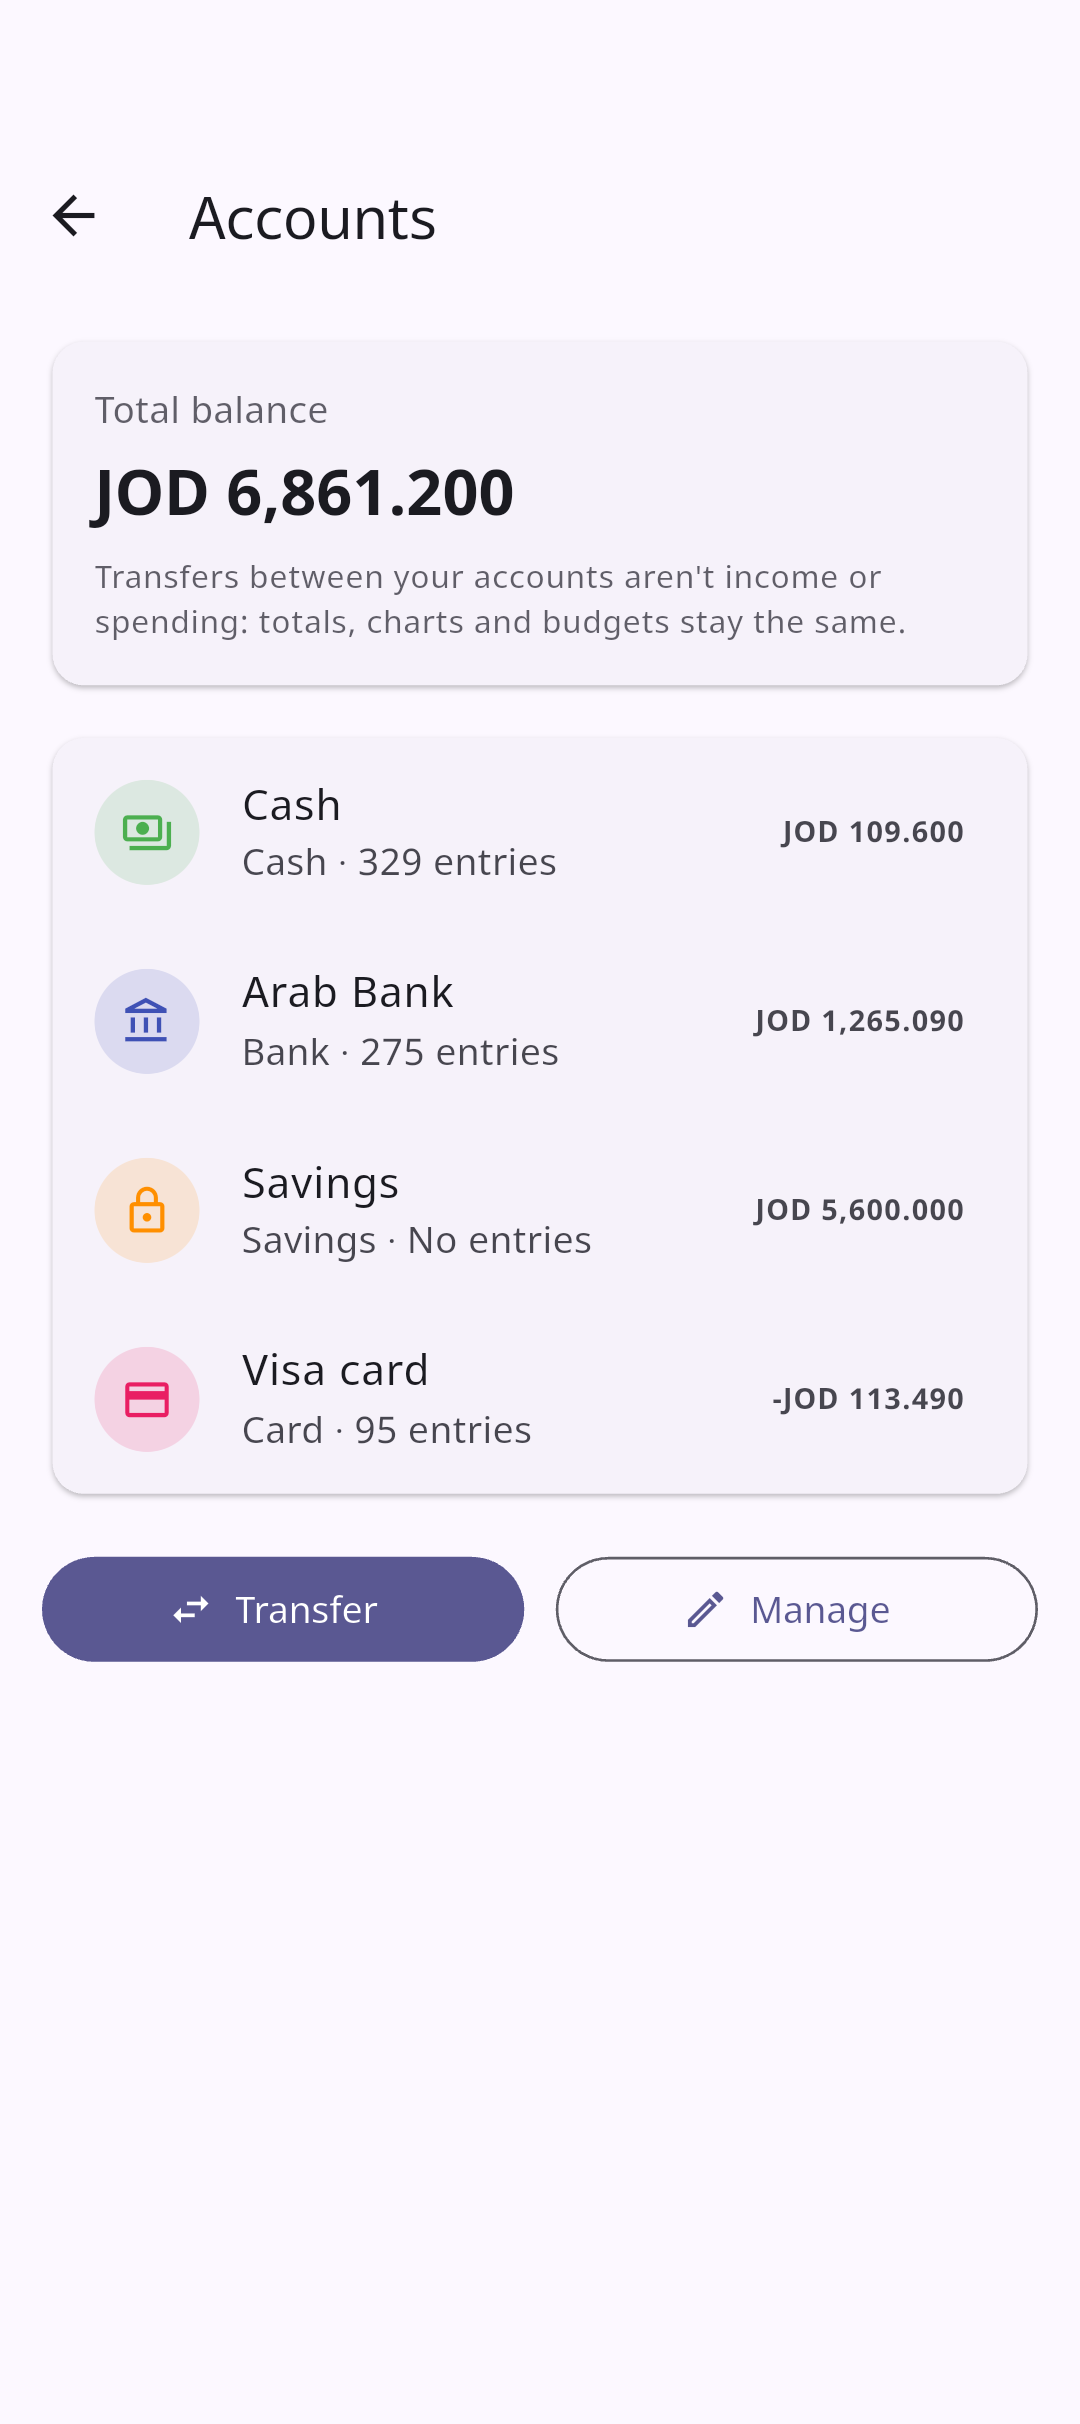 Accounts
Total balance
JOD 6,861.200
Transfers between your accounts aren't income or
spending: totals, charts and budgets stay the same.
Cash
Cash · 329 entries
JOD 109.600
Arab Bank
Bank · 275 entries
JOD 1,265.090
Savings
Savings · No entries
JOD 5,600.000
Visa card
Card · 95 entries
-JOD 113.490
Transfer
Manage